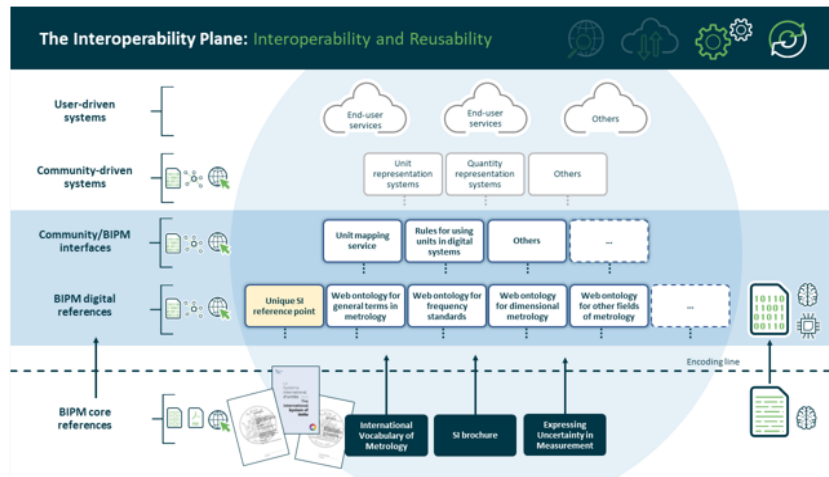 The Interoperability Plane: Interoperability and Reusability
User-driven
systems
End-user
services
End-user
services
Others
Community-driven
systems
Unit
representation
systems
Quantity
representation
systems
Others
Community/BIPM
interfaces
Unit mapping
service
Rules for using
units in digital
systems
Others
...
BIPM digital
references
Unique SI
reference point
Web ontology for
general terms in
metrology
Web ontology for
frequency
standards
Web ontology for
dimensional
metrology
Web ontology for
other fields of
metrology
...
10110
11001
01011
00110
Encoding line
BIPM core
references
The
International
System of
Units
International
Vocabulary of
Metrology
SI brochure
Expressing
Uncertainty in
Measurement